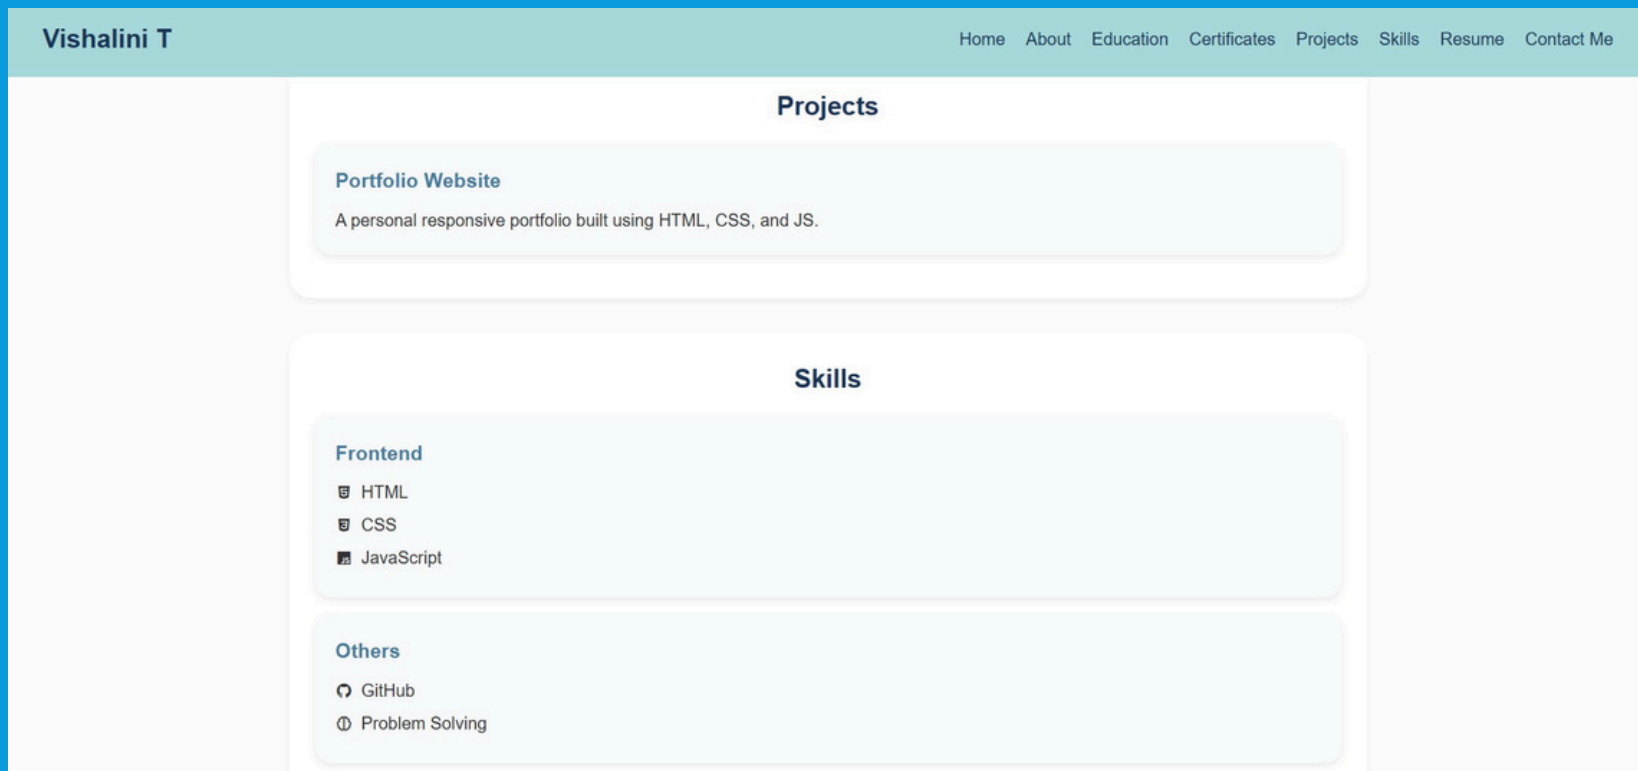 Vishalini T
Home About Education Certificates Projects Skills Resume Contact Me
Projects
Portfolio Website
A personal responsive portfolio built using HTML, CSS, and JS.
Skills
Frontend
HTML
CSS
JavaScript
Others
GitHub
Problem Solving